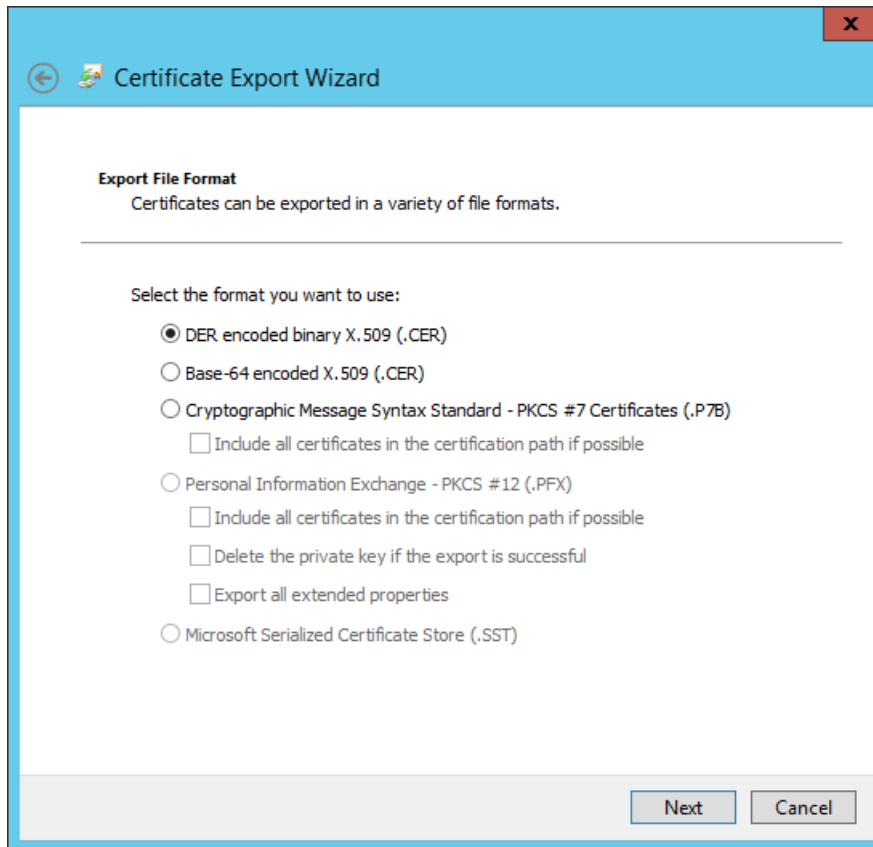 X
Certificate Export Wizard
Export File Format
Certificates can be exported in a variety of file formats.
Select the format you want to use:
DER encoded binary X.509 (.CER)
Base-64 encoded X.509 (.CER)
Cryptographic Message Syntax Standard - PKCS #7 Certificates (.P7B)
Include all certificates in the certification path if possible
Personal Information Exchange - PKCS #12 (.PFX)
Include all certificates in the certification path if possible
Delete the private key if the export is successful
Export all extended properties
Microsoft Serialized Certificate Store (.SST)
Next Cancel